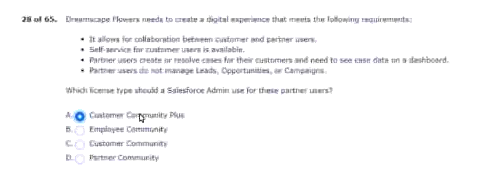 28 of 65. Dreamscape Flowers needs to create a digital experience that meets the following requirements:
• It allows for collaboration between customer and partner users.
• Self-service for customer users is available.
• Partner users create or resolve cases for their customers and need to see case data on a dashboard.
• Partner users do not manage Leads, Opportunities, or Campaigns.
Which license type should a Salesforce Admin use for these partner users?
A. Customer Community Plus
B. Employee Community
C. Customer Community
D. Partner Community